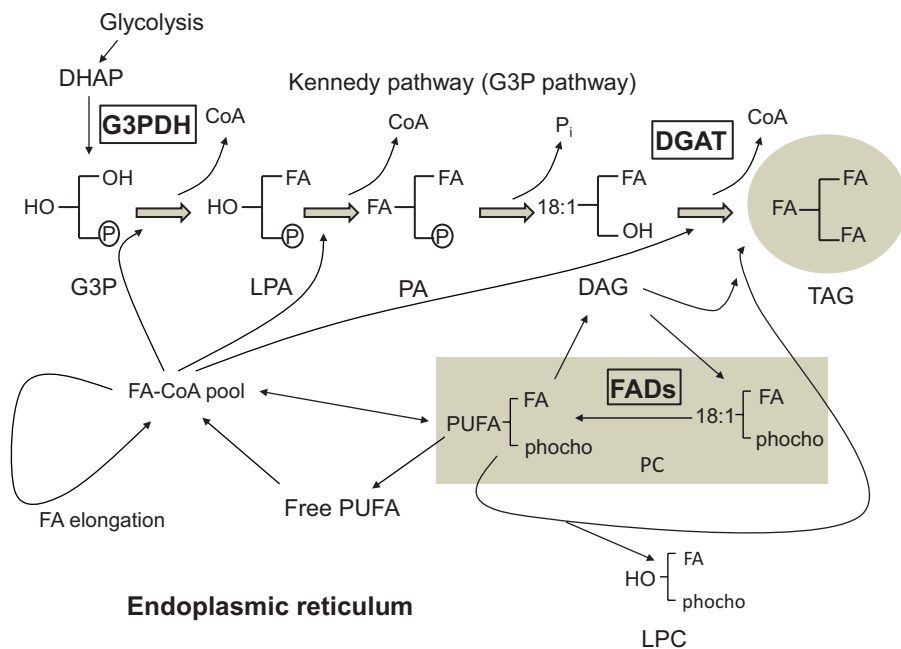 Glycolysis
DHAP
Kennedy pathway (G3P pathway)
G3PDH
CoA
CoA
P i
DGAT
CoA
OH
HO
P
FA
HO
P
FA
FA
P
FA
18:1
OH
FA
FA
FA
G3P
LPA
PA
DAG
TAG
FA-CoA pool
FADs
FA
PUFA
phocho
FA
18:1
phocho
PC
FA elongation
Free PUFA
FA
HO
phocho
Endoplasmic reticulum
LPC